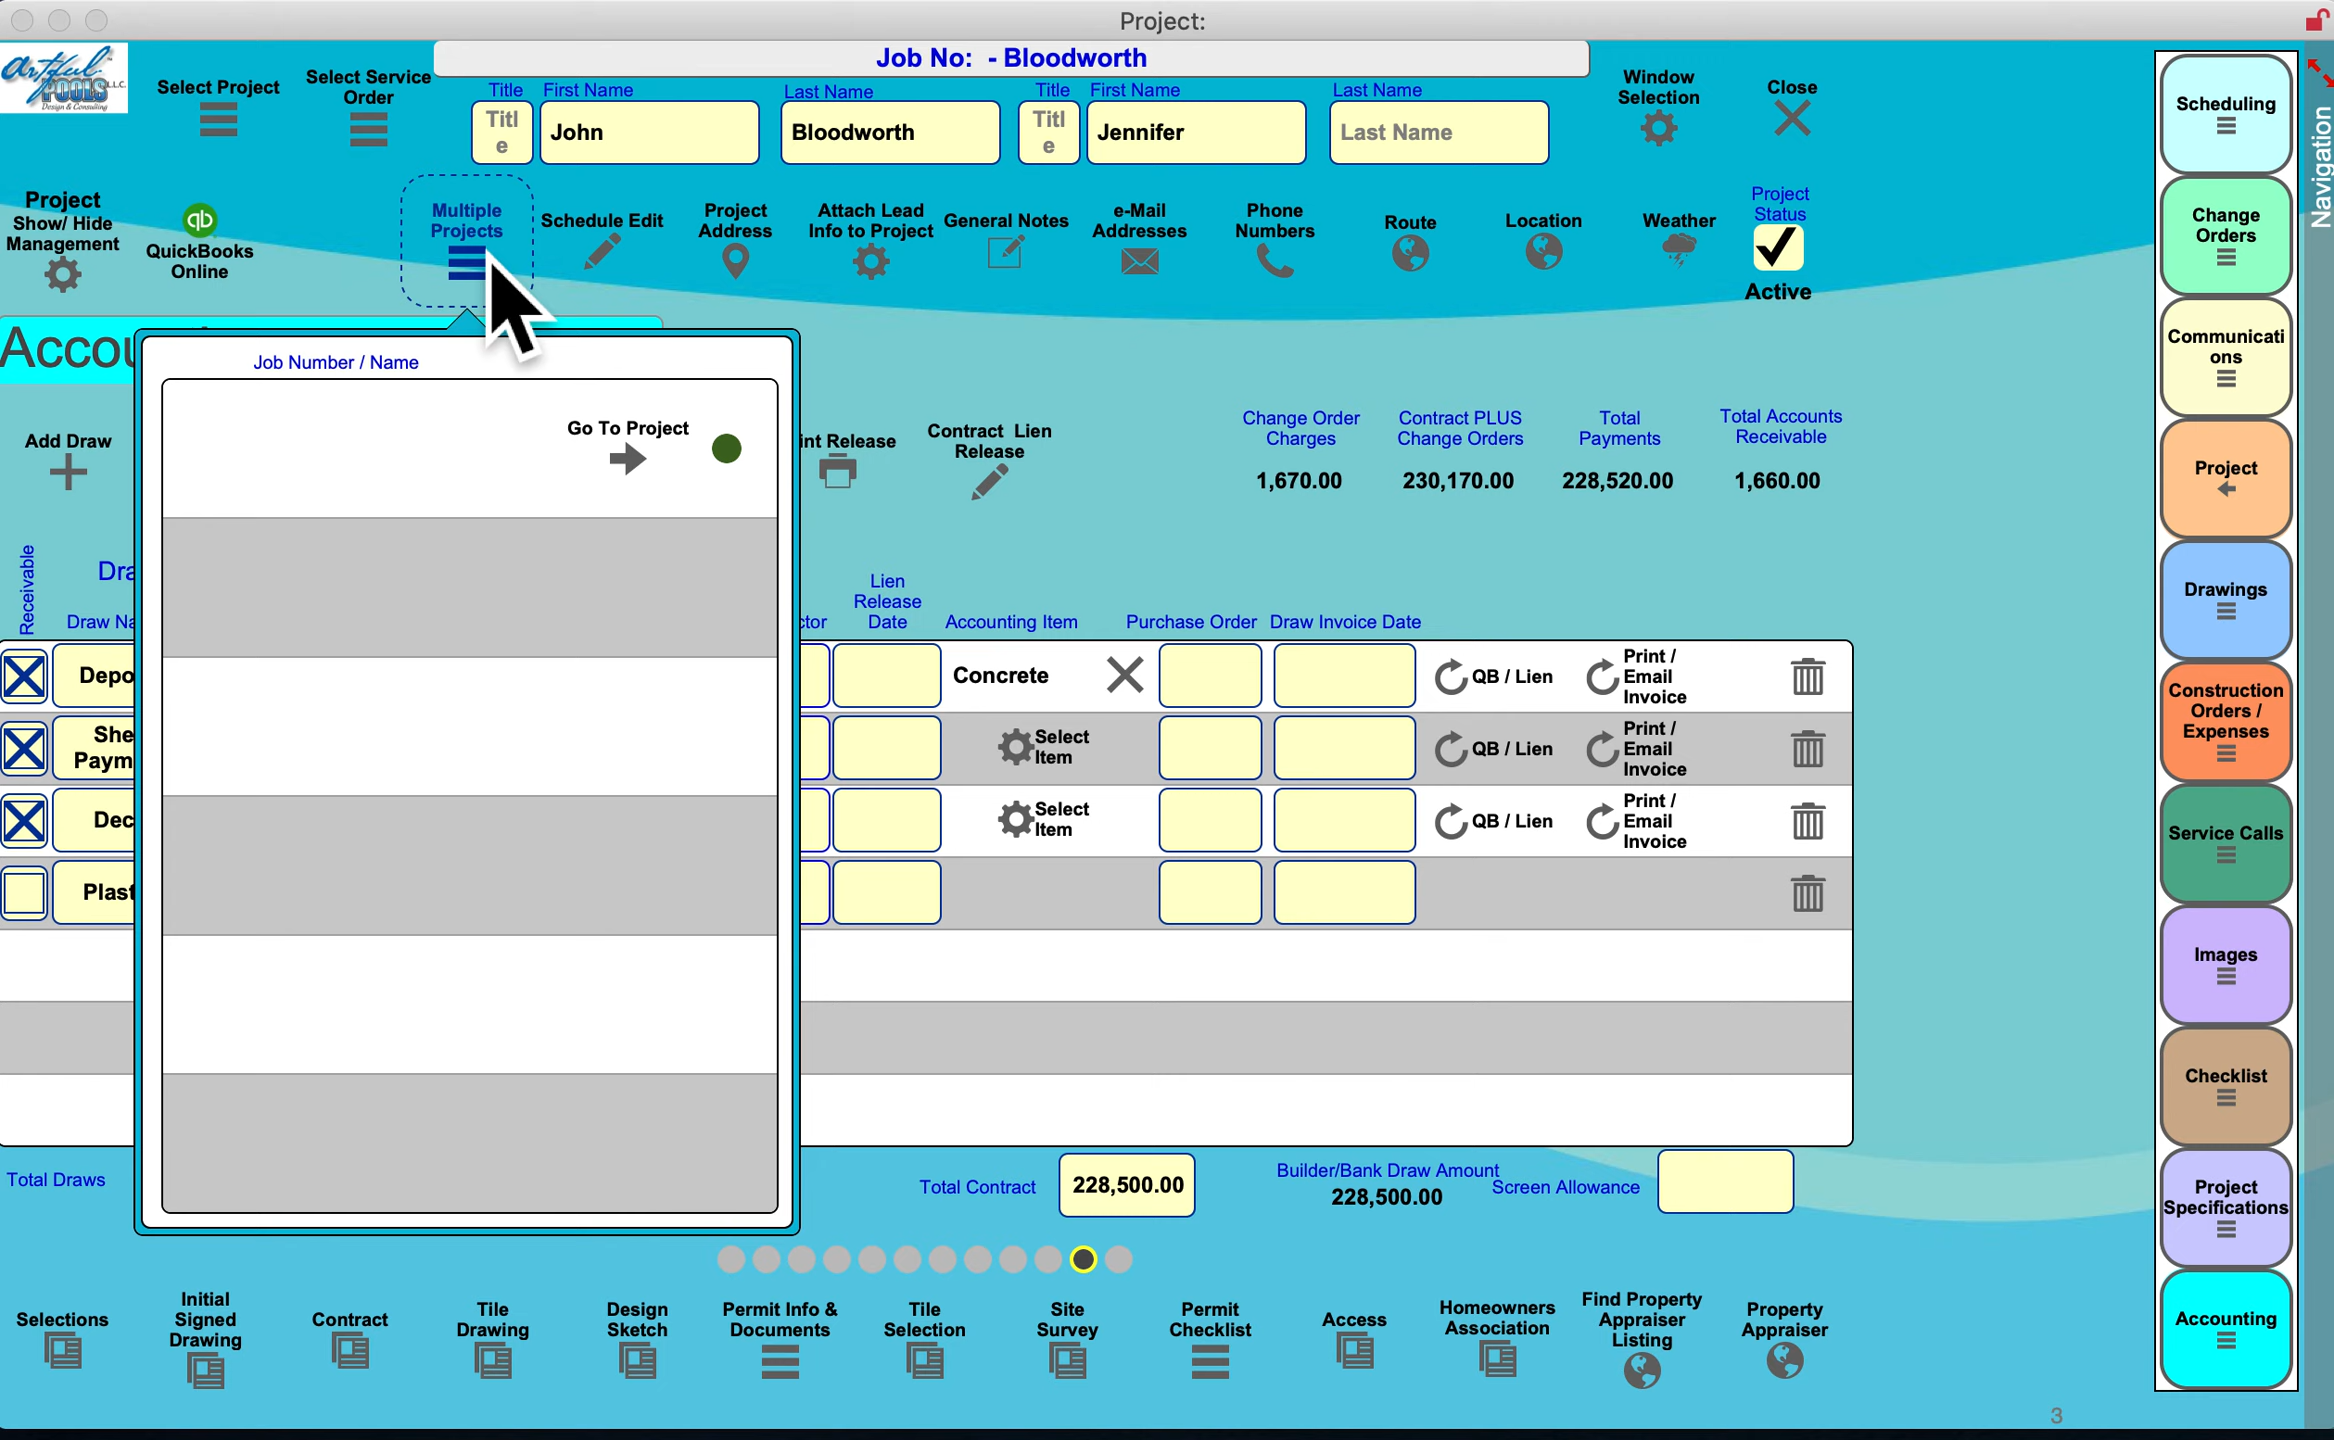 Project:
Job No:  - Bloodworth
Artful
POOLS L.L.C.
Design & Consulting
Select Project
Select Service
Order
Title
First Name
Last Name
Title
First Name
Last Name
Titl
e
John
Bloodworth
Titl
e
Jennifer
Last Name
Window
Selection
Close
Project
Show/ Hide
Management
qb
QuickBooks
Online
Multiple
Projects
Schedule Edit
Project
Address
Attach Lead
Info to Project
General Notes
e-Mail
Addresses
Phone
Numbers
Route
Location
Weather
Project
Status
Active
Accou
Job Number / Name
Go To Project
Add Draw
int Release
Contract  Lien
Release
Change Order
Charges
1,670.00
Contract PLUS
Change Orders
230,170.00
Total
Payments
228,520.00
Total Accounts
Receivable
1,660.00
Receivable
Dra
Draw Na
ctor
Lien
Release
Date
Accounting Item
Purchase Order
Draw Invoice Date
Depo
Concrete
QB / Lien
Print /
Email
Invoice
She
Paym
Select
Item
QB / Lien
Print /
Email
Invoice
Dec
Select
Item
QB / Lien
Print /
Email
Invoice
Plast
Total Draws
Total Contract
228,500.00
Builder/Bank Draw Amount
228,500.00
Screen Allowance
Selections
Initial
Signed
Drawing
Contract
Tile
Drawing
Design
Sketch
Permit Info &
Documents
Tile
Selection
Site
Survey
Permit
Checklist
Access
Homeowners
Association
Find Property
Appraiser
Listing
Property
Appraiser
3
Scheduling
Change
Orders
Communicati
ons
Project
Drawings
Construction
Orders /
Expenses
Service Calls
Images
Checklist
Project
Specifications
Accounting
Navigation